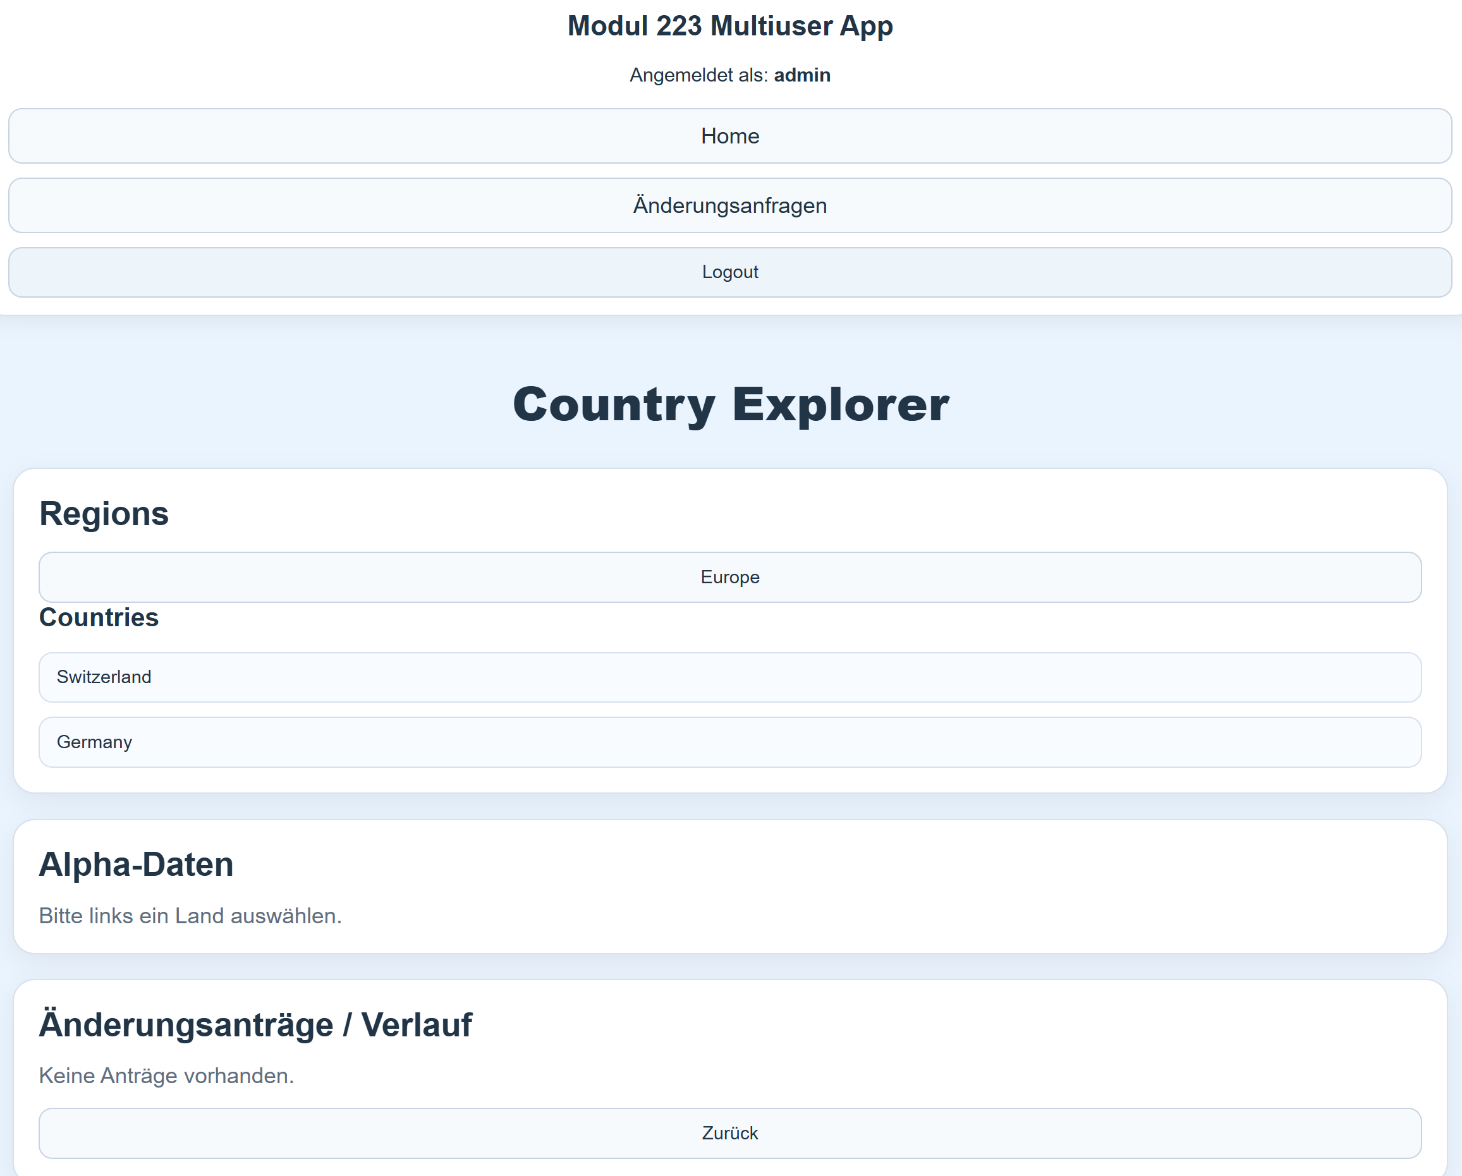 Modul 223 Multiuser App
Angemeldet als: admin
Home
Änderungsanfragen
Logout
Country Explorer
Regions
Europe
Countries
Switzerland
Germany
Alpha-Daten
Bitte links ein Land auswählen.
Änderungsanträge / Verlauf
Keine Anträge vorhanden.
Zurück